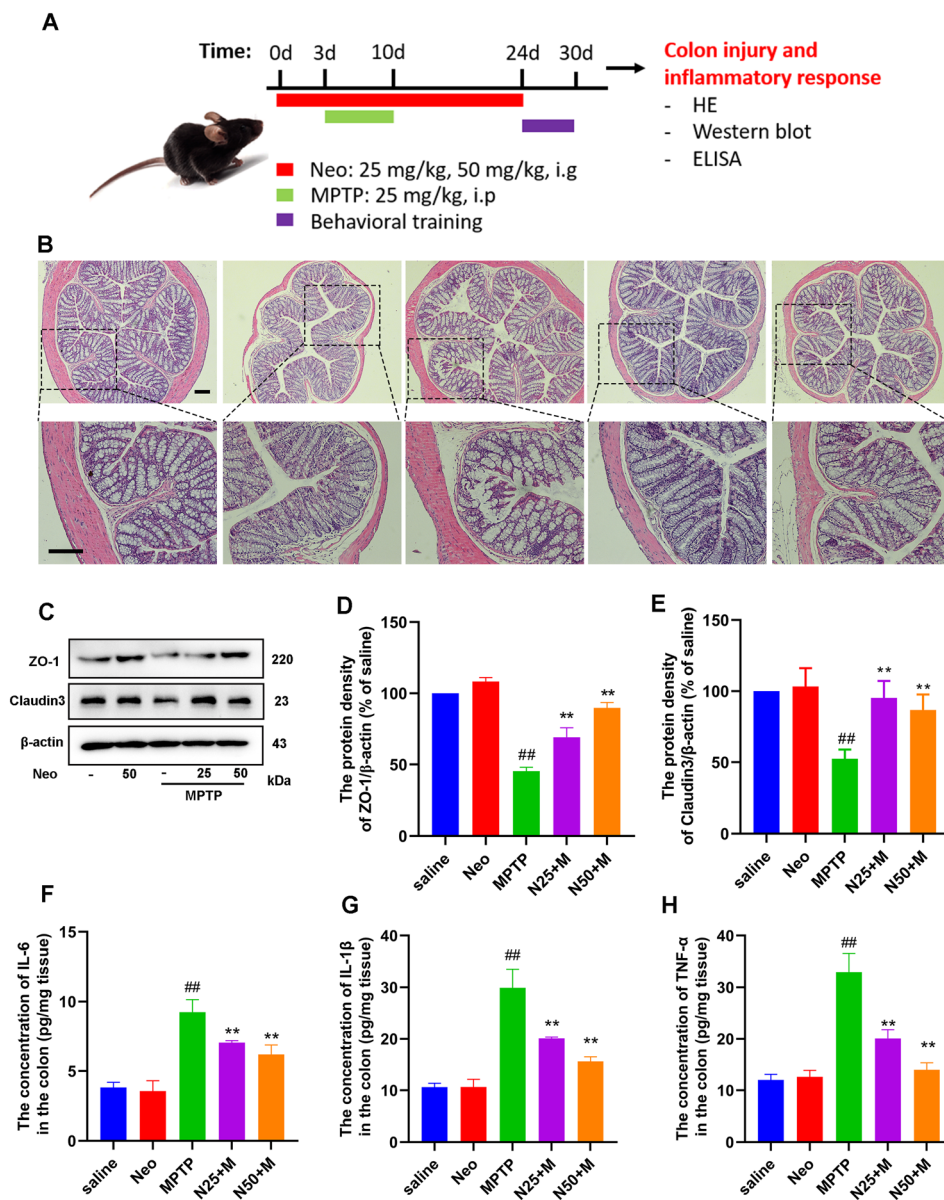 A
Time: 0d 3d 10d 24d 30d
Colon injury and
inflammatory response
- HE
- Western blot
- ELISA
Neo: 25 mg/kg, 50 mg/kg, i.g
MPTP: 25 mg/kg, i.p
Behavioral training
B
C
ZO-1 220
Claudin3 23
β-actin 43
Neo - 50 - 25 50 kDa
MPTP
D
The protein density
of ZO-1/β-actin (% of saline)
150
100
50
0
##
**
**
saline Neo MPTP N25+M N50+M
E
The protein density
of Claudin3/β-actin (% of saline)
150
100
50
0
##
**
**
saline Neo MPTP N25+M N50+M
F
The concentration of IL-6
in the colon (pg/mg tissue)
15
10
5
0
##
**
**
saline Neo MPTP N25+M N50+M
G
The concentration of IL-1β
in the colon (pg/mg tissue)
40
30
20
10
0
##
**
**
saline Neo MPTP N25+M N50+M
H
The concentration of TNF-α
in the colon (pg/mg tissue)
40
30
20
10
0
##
**
**
saline Neo MPTP N25+M N50+M